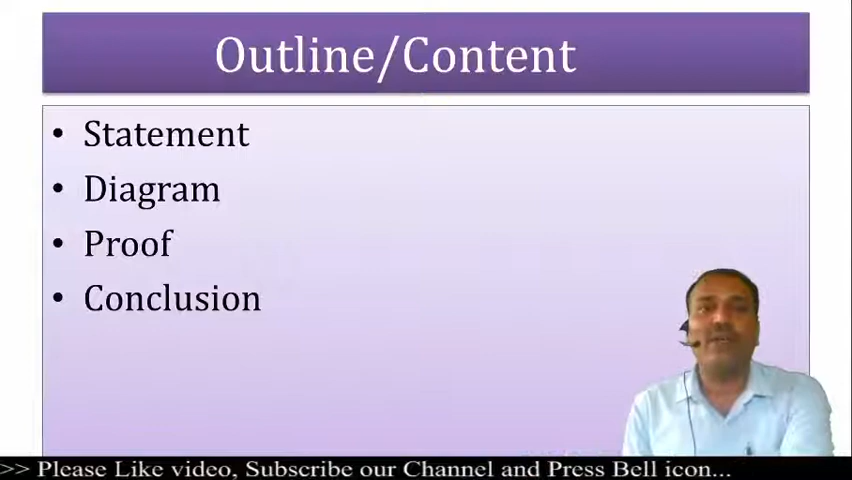 Outline/Content
• Statement
• Diagram
• Proof
• Conclusion
>> Please Like video, Subscribe our Channel and Press Bell icon...